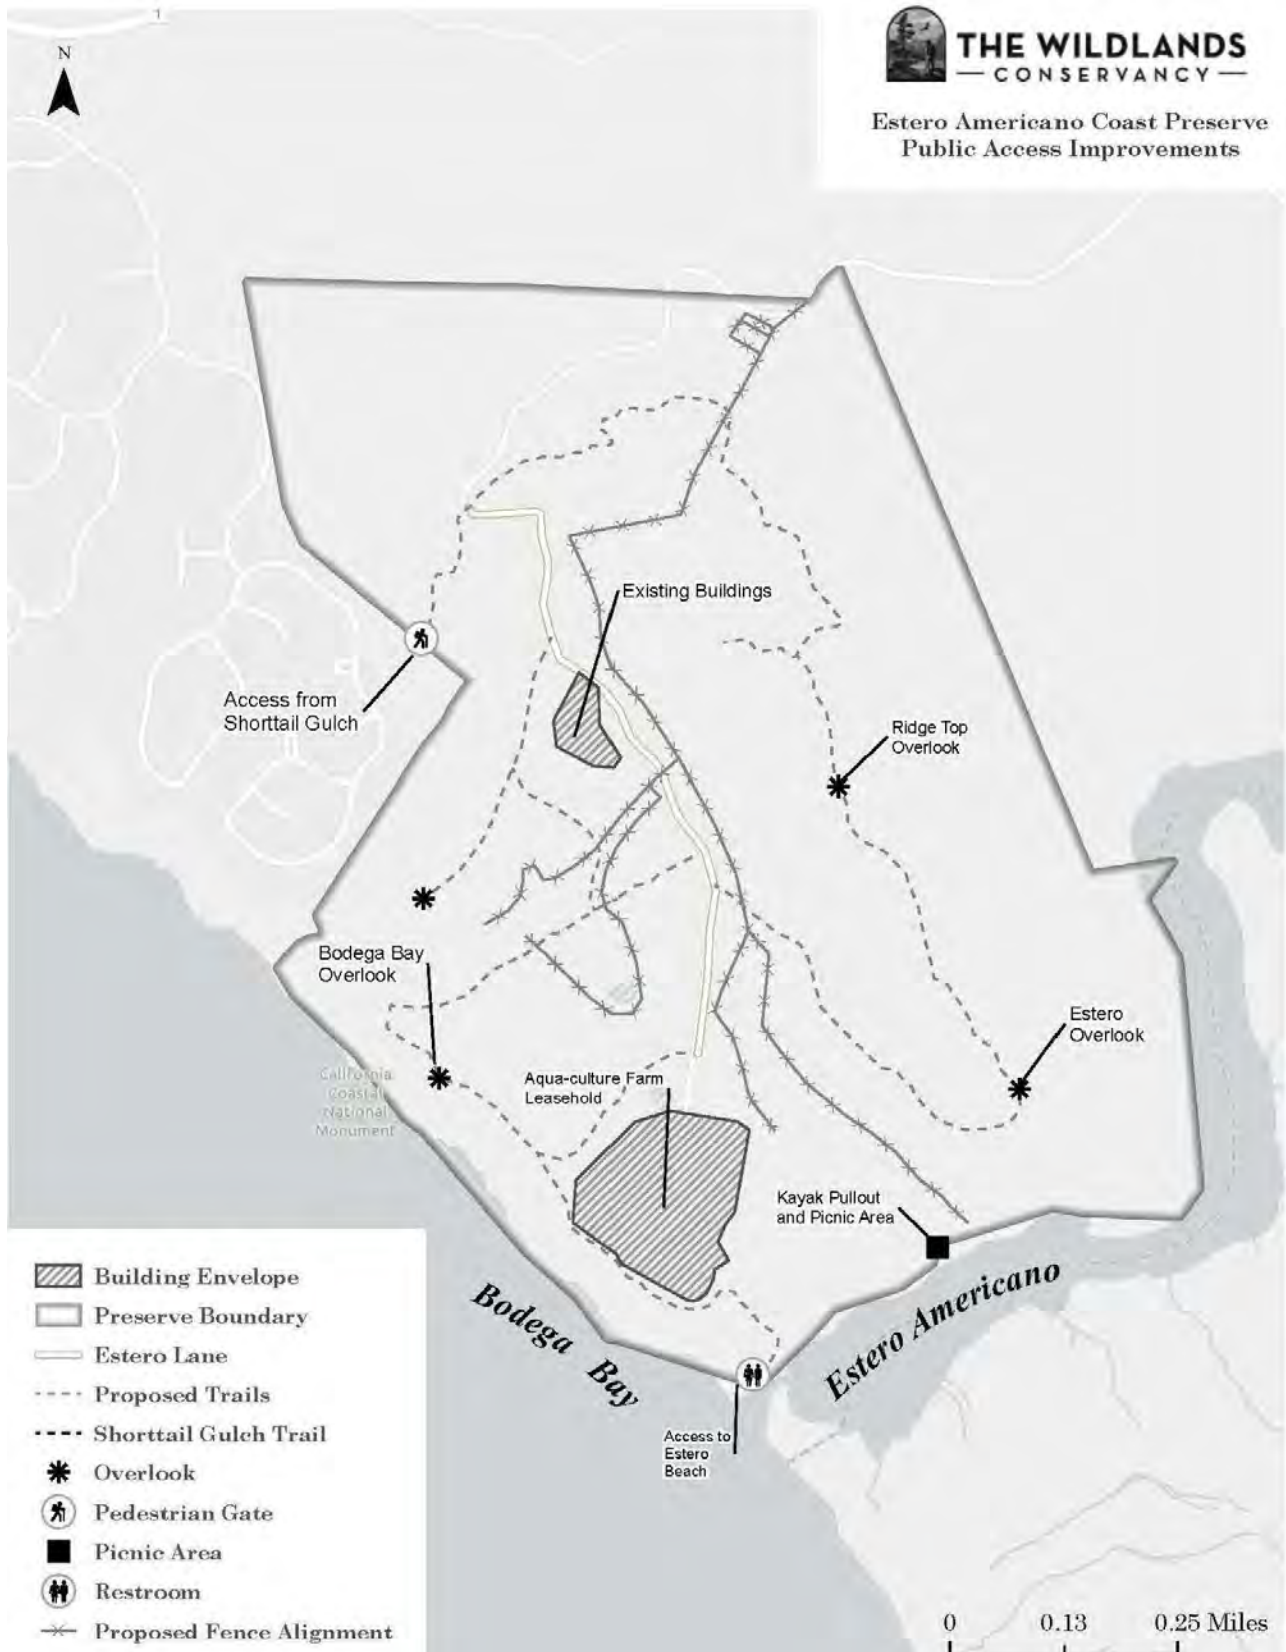 1
N
THE WILDLANDS
CONSERVANCY
Estero Americano Coast Preserve
Public Access Improvements
Existing Buildings
Access from
Shorttail Gulch
Ridge Top
Overlook
Bodega Bay
Overlook
Estero
Overlook
California
Coastal
National
Monument
Aqua-culture Farm
Leasehold
Kayak Pullout
and Picnic Area
Bodega Bay
Estero Americano
Access to
Estero
Beach
Building Envelope
Preserve Boundary
Estero Lane
Proposed Trails
Shorttail Gulch Trail
Overlook
Pedestrian Gate
Picnic Area
Restroom
Proposed Fence Alignment
0 0.13 0.25 Miles